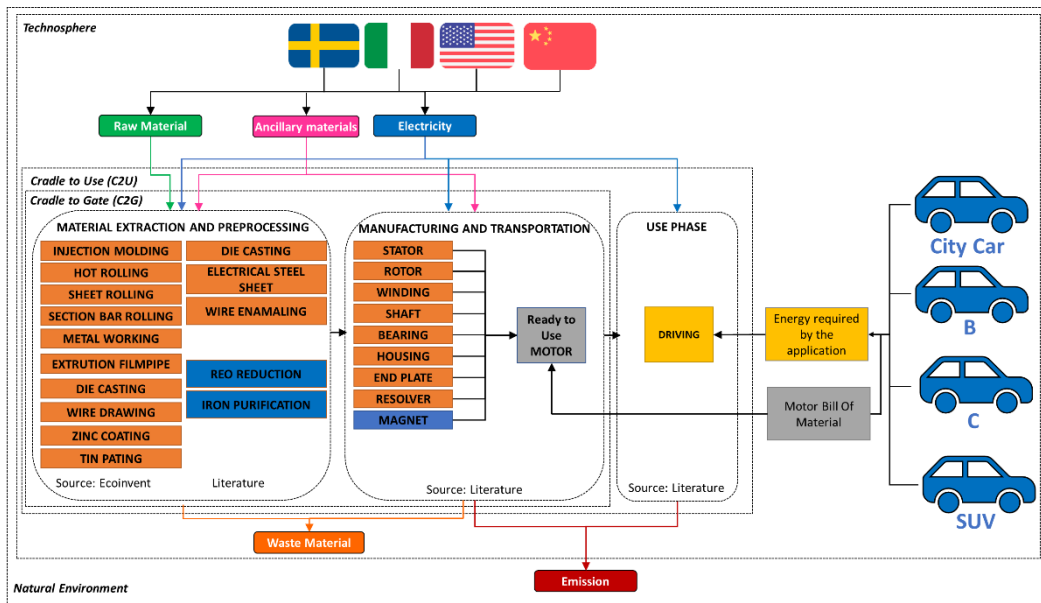 Technosphere
Raw Material
Ancillary materials
Electricity
Cradle to Use (C2U)
Cradle to Gate (C2G)
MATERIAL EXTRACTION AND PREPROCESSING
INJECTION MOLDING
HOT ROLLING
SHEET ROLLING
SECTION BAR ROLLING
METAL WORKING
EXTRUTION FILMPIPE
DIE CASTING
WIRE DRAWING
ZINC COATING
TIN PATING
Source: Ecoinvent
DIE CASTING
ELECTRICAL STEEL
SHEET
WIRE ENAMALING
REO REDUCTION
IRON PURIFICATION
Literature
MANUFACTURING AND TRANSPORTATION
STATOR
ROTOR
WINDING
SHAFT
BEARING
HOUSING
END PLATE
RESOLVER
MAGNET
Ready to
Use
MOTOR
Source: Literature
USE PHASE
DRIVING
Source: Literature
Energy required
by the
application
Motor Bill Of
Material
City Car
B
C
SUV
Waste Material
Emission
Natural Environment